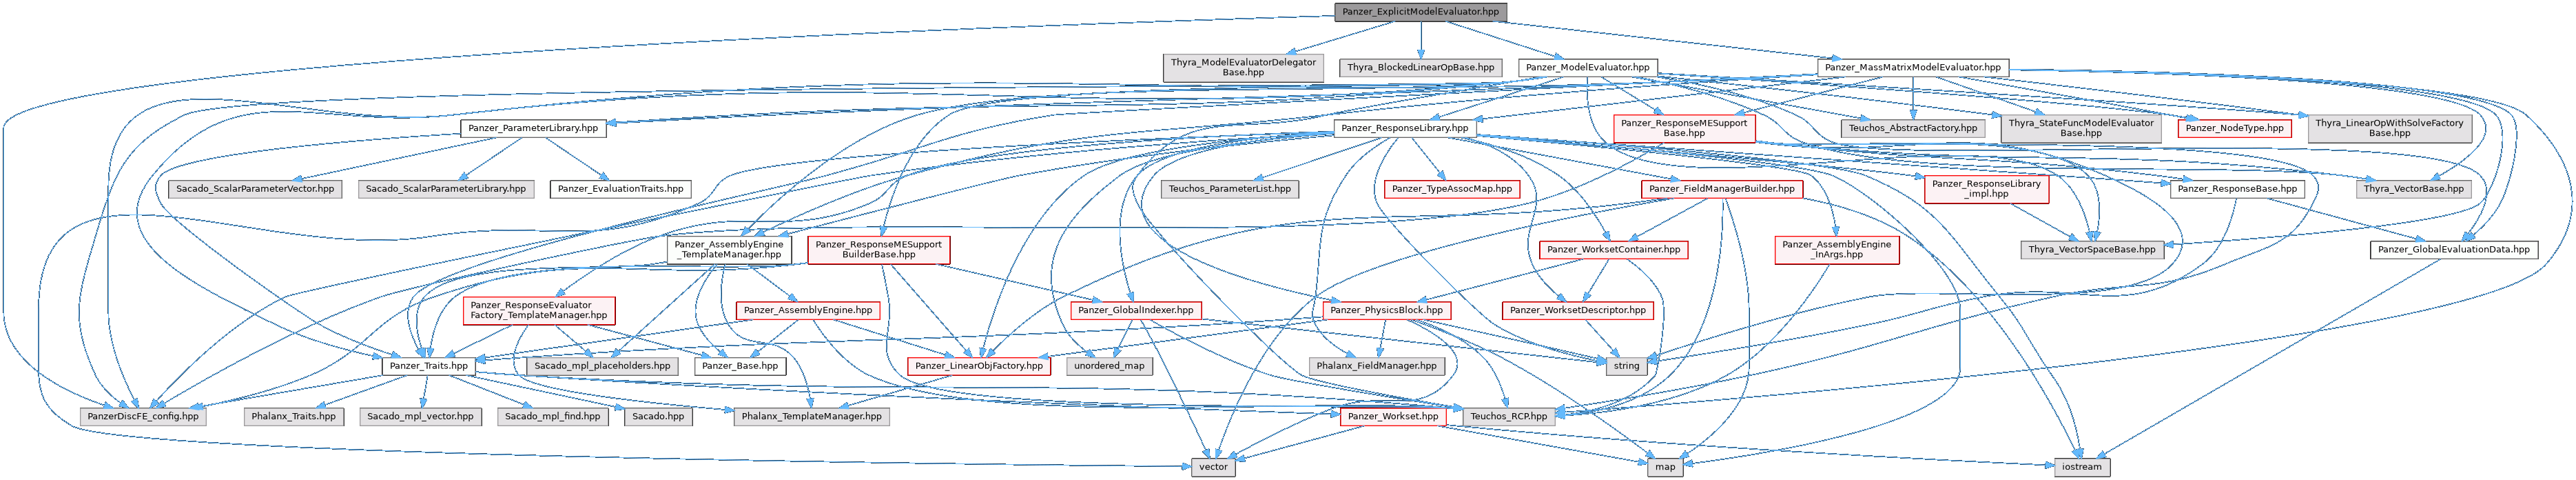 Panzer_ExplicitModelEvaluator.hpp
Thyra_ModelEvaluatorDelegator
Base.hpp
Thyra_BlockedLinearOpBase.hpp
Panzer_ModelEvaluator.hpp
Panzer_MassMatrixModelEvaluator.hpp
Panzer_ParameterLibrary.hpp
Panzer_ResponseLibrary.hpp
Panzer_ResponseMESupport
Base.hpp
Teuchos_AbstractFactory.hpp
Thyra_StateFuncModelEvaluator
Base.hpp
Panzer_NodeType.hpp
Thyra_LinearOpWithSolveFactory
Base.hpp
Sacado_ScalarParameterVector.hpp
Sacado_ScalarParameterLibrary.hpp
Panzer_EvaluationTraits.hpp
Teuchos_ParameterList.hpp
Panzer_TypeAssocMap.hpp
Panzer_FieldManagerBuilder.hpp
Panzer_ResponseLibrary
_impl.hpp
Panzer_ResponseBase.hpp
Thyra_VectorBase.hpp
Panzer_AssemblyEngine
_TemplateManager.hpp
Panzer_ResponseMESupport
BuilderBase.hpp
Panzer_WorksetContainer.hpp
Panzer_AssemblyEngine
_InArgs.hpp
Thyra_VectorSpaceBase.hpp
Panzer_GlobalEvaluationData.hpp
Panzer_ResponseEvaluator
Factory_TemplateManager.hpp
Panzer_AssemblyEngine.hpp
Panzer_GlobalIndexer.hpp
Panzer_PhysicsBlock.hpp
Panzer_WorksetDescriptor.hpp
Panzer_Traits.hpp
Sacado_mpl_placeholders.hpp
Panzer_Base.hpp
Panzer_LinearObjFactory.hpp
unordered_map
Phalanx_FieldManager.hpp
string
PanzerDiscFE_config.hpp
Phalanx_Traits.hpp
Sacado_mpl_vector.hpp
Sacado_mpl_find.hpp
Sacado.hpp
Phalanx_TemplateManager.hpp
Panzer_Workset.hpp
Teuchos_RCP.hpp
vector
map
iostream